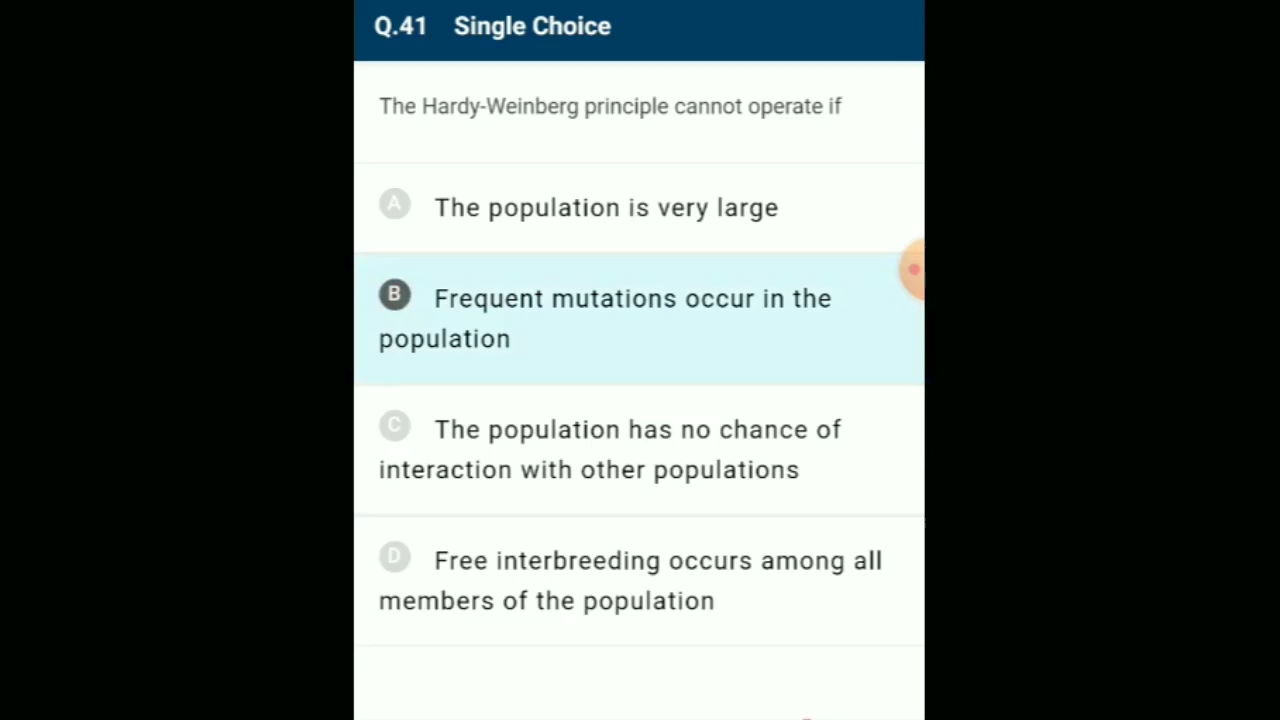 Q.41 Single Choice
The Hardy-Weinberg principle cannot operate if
A The population is very large
B Frequent mutations occur in the
population
C The population has no chance of
interaction with other populations
D Free interbreeding occurs among all
members of the population